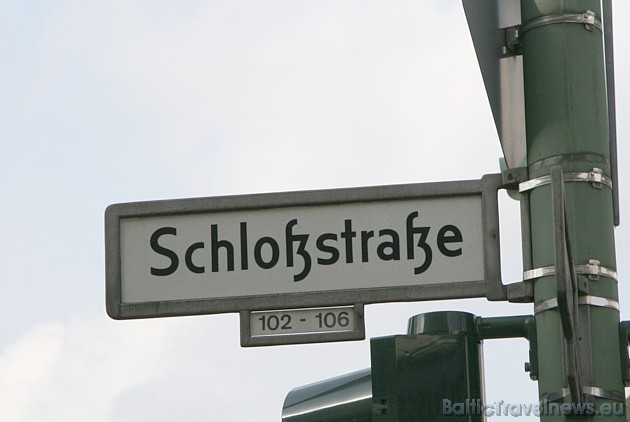 Schloßstraße
102 - 106
BalticTravelnews.eu